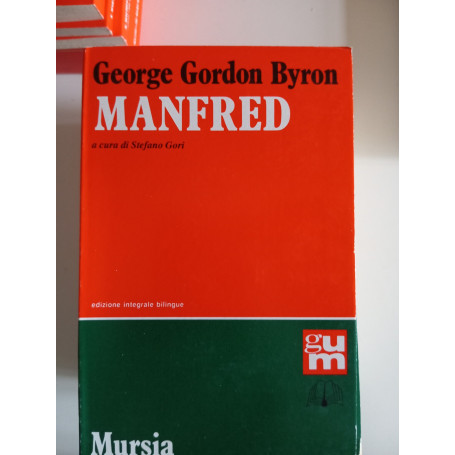 George Gordon Byron
MANFRED
a cura di Stefano Gori
edizione integrale bilingue
gum
Mursia